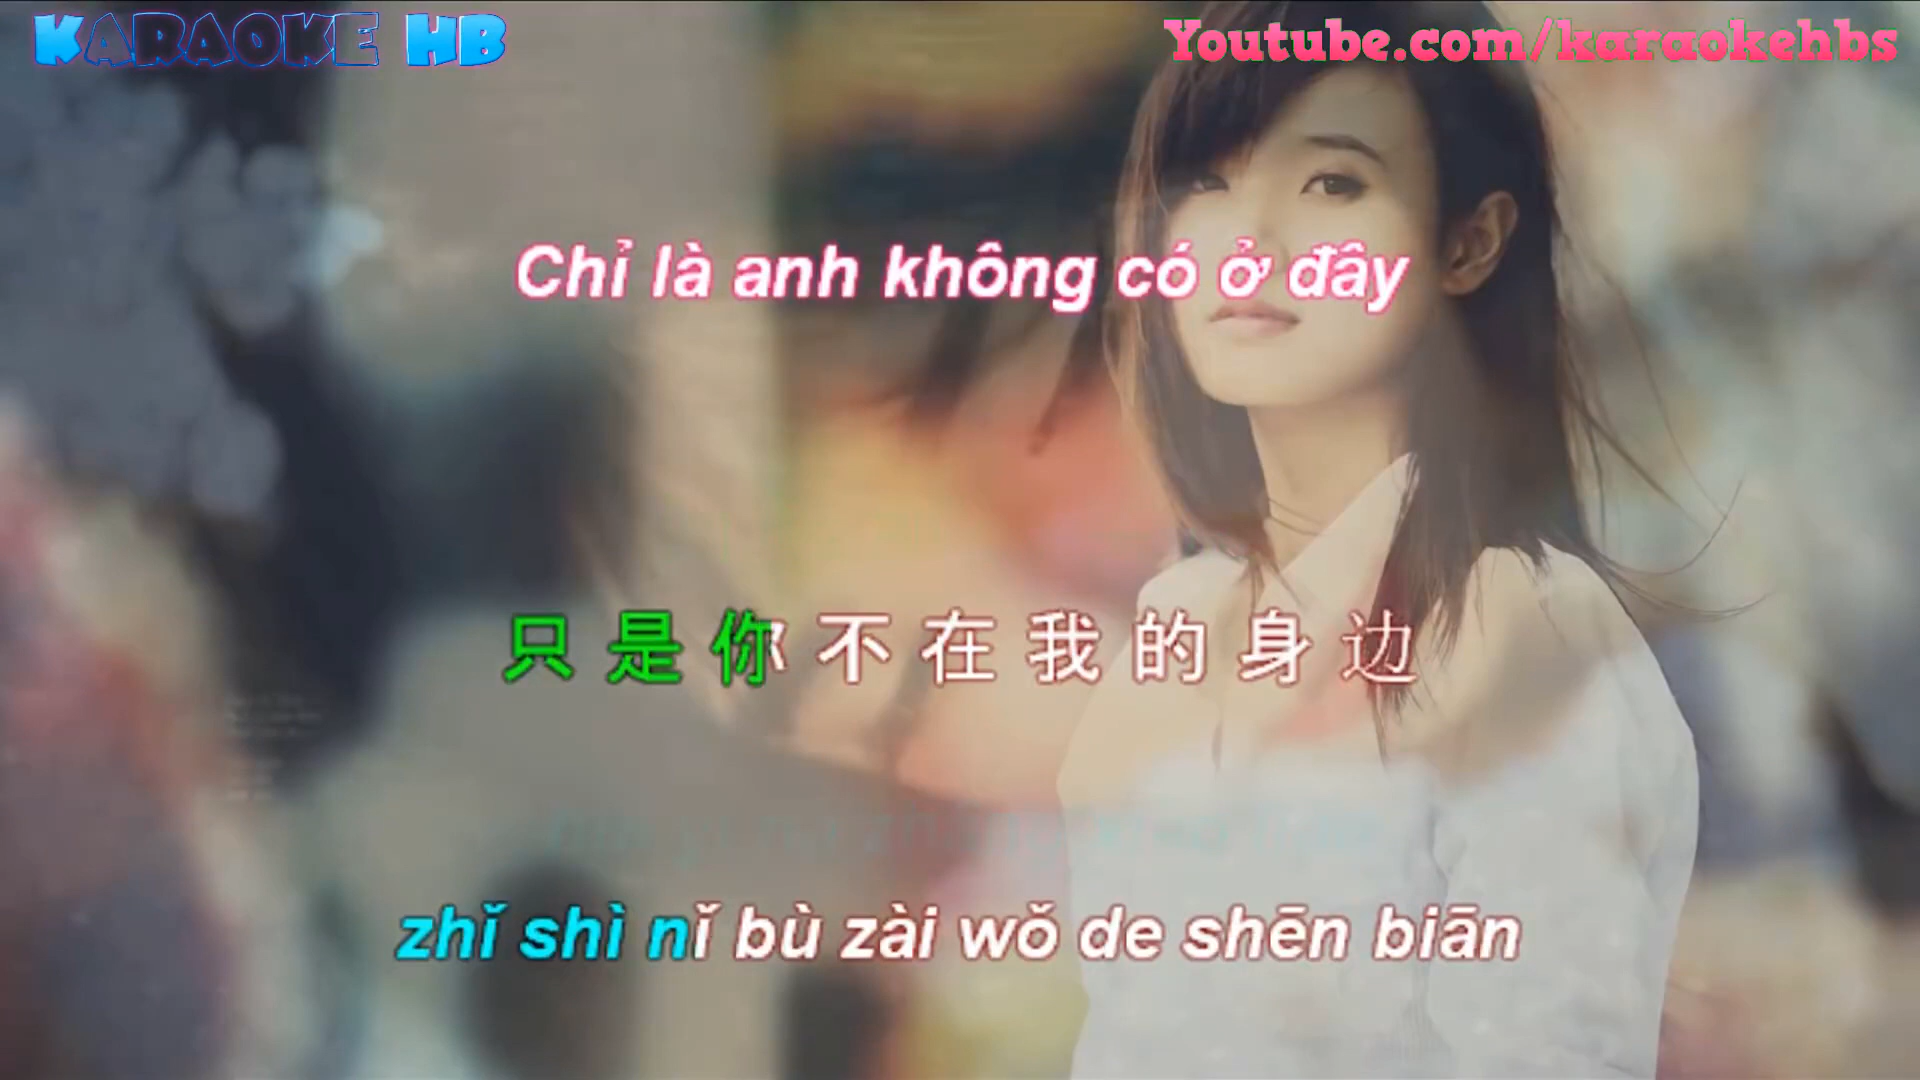 KARAOKE HB
Youtube.com/karaokehbs
Chỉ là anh không có ở đây
只是你不在我的身边
zhǐ shì nǐ bù zài wǒ de shēn biān